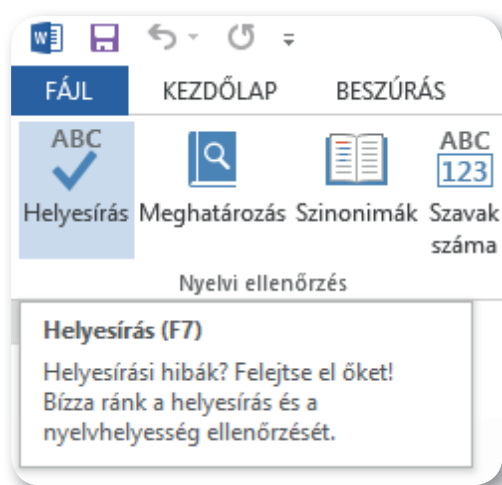 FÁJL KEZDŐLAP BESZÚRÁS
ABC ABC
123
Helyesírás Meghatározás Szinonimák Szavak
száma
Nyelvi ellenőrzés
Helyesírás (F7)
Helyesírási hibák? Felejtse el őket!
Bízza ránk a helyesírás és a
nyelvhelyesség ellenőrzését.